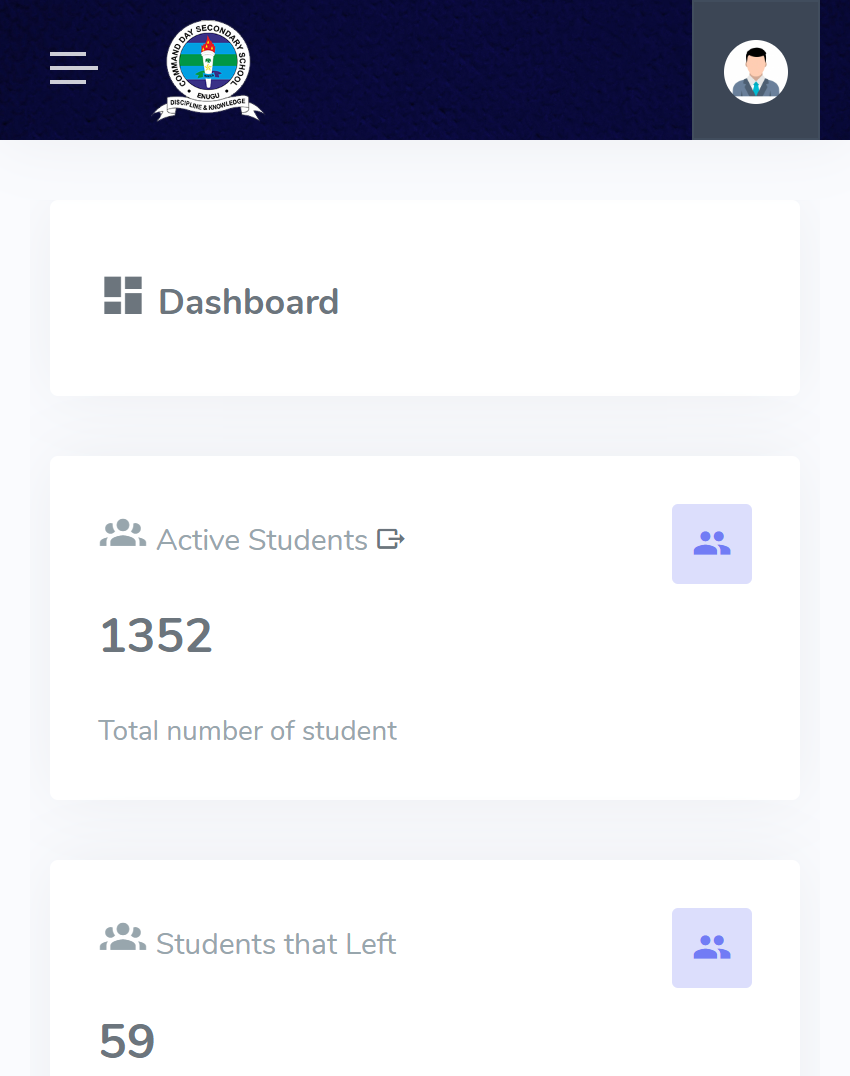 COMMAND DAY SECONDARY SCHOOL
ENUGU
DISCIPLINE & KNOWLEDGE
Dashboard
Active Students
1352
Total number of student
Students that Left
59